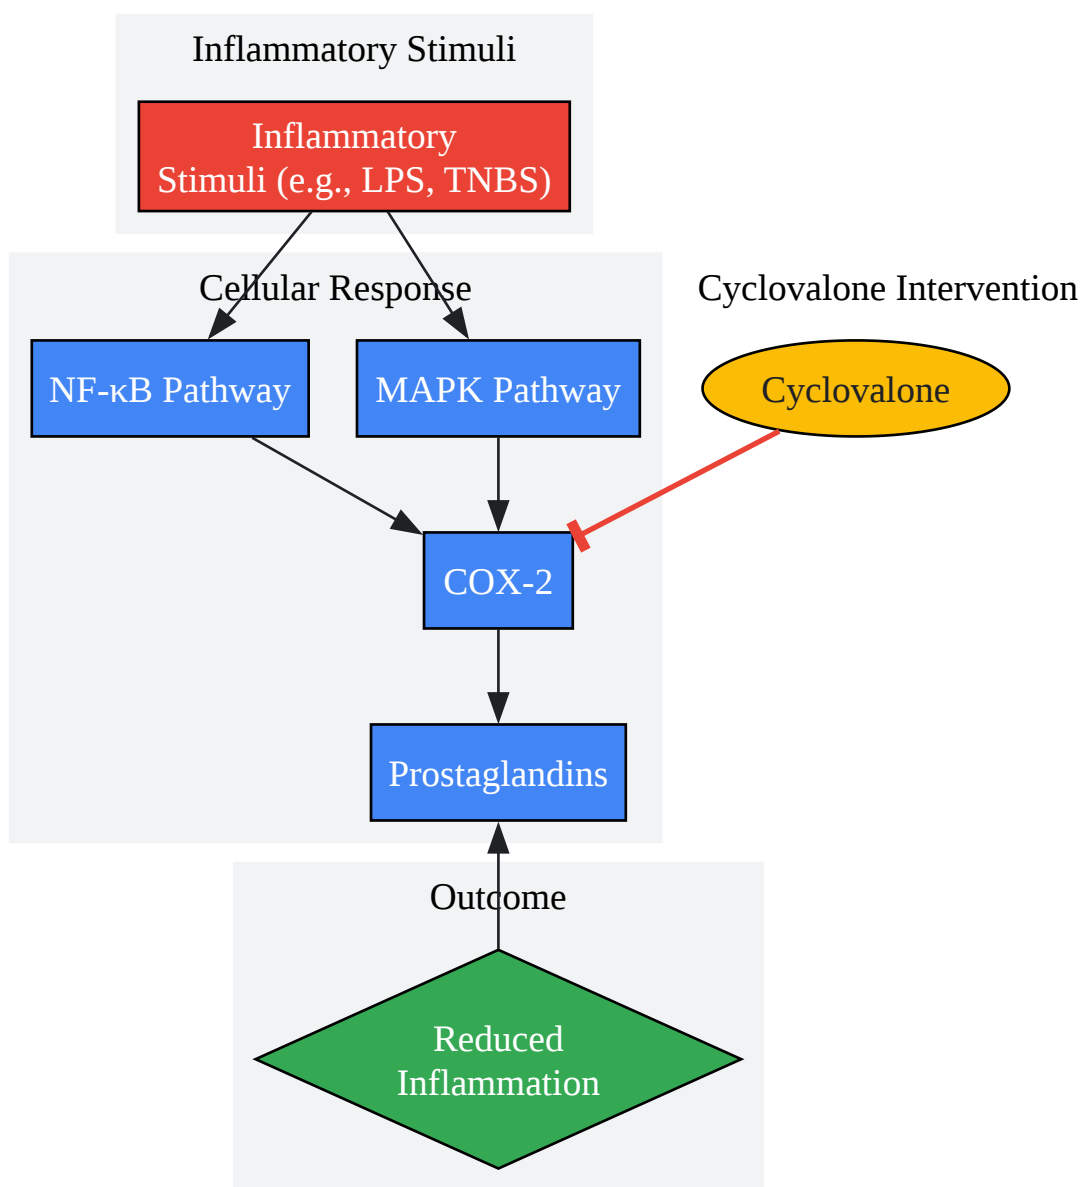 Inflammatory Stimuli
Inflammatory
Stimuli (e.g., LPS, TNBS)
Cellular Response
Cyclovalone Intervention
NF-κB Pathway
MAPK Pathway
Cyclovalone
COX-2
Prostaglandins
Outcome
Reduced
Inflammation